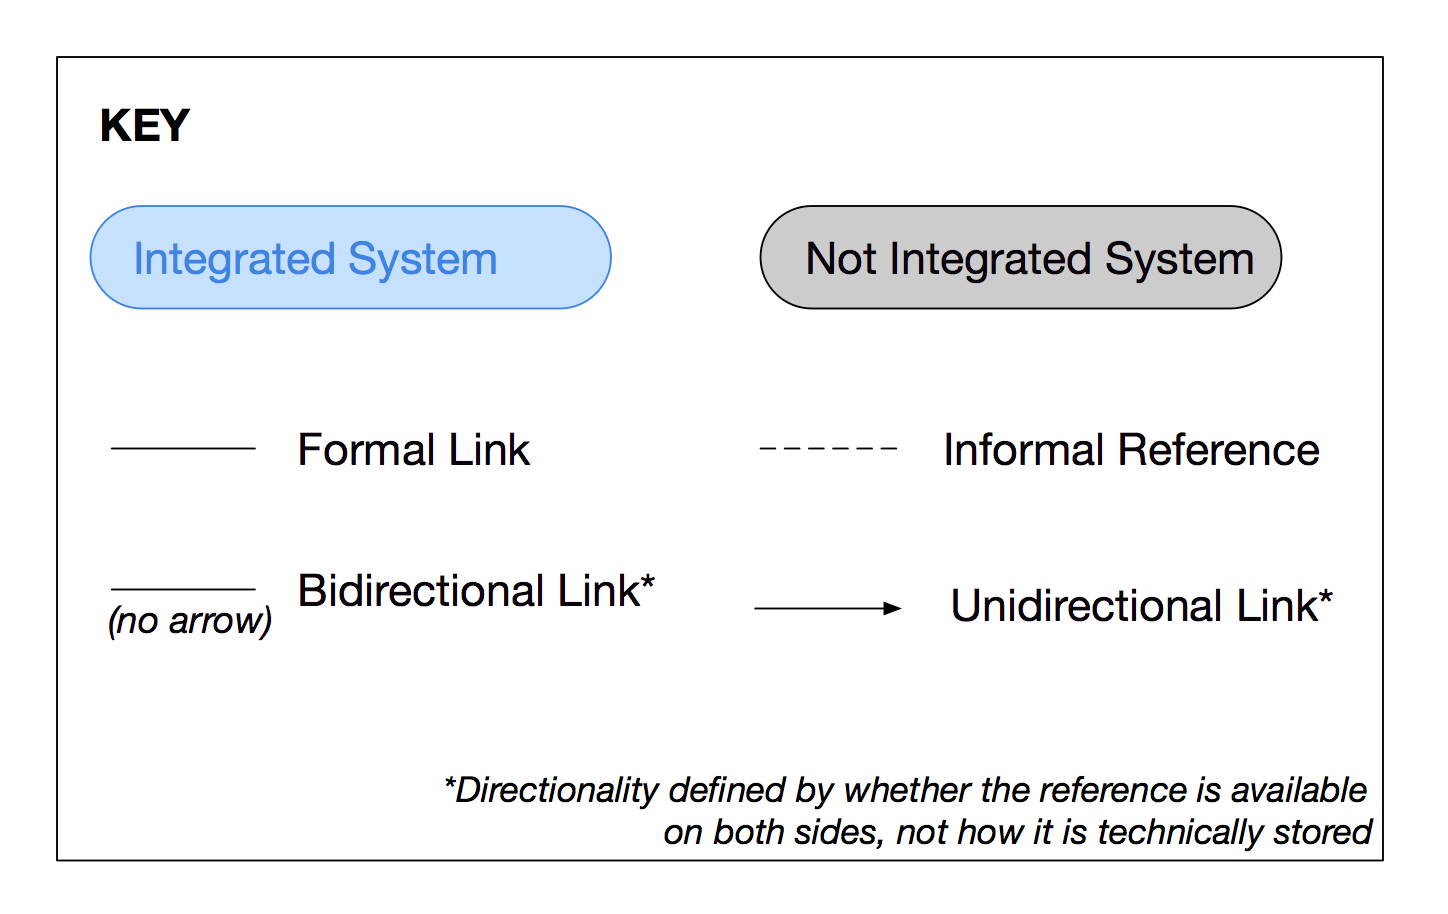 KEY
Integrated System
Not Integrated System
Formal Link
Informal Reference
Bidirectional Link*
(no arrow)
Unidirectional Link*
*Directionality defined by whether the reference is available
on both sides, not how it is technically stored